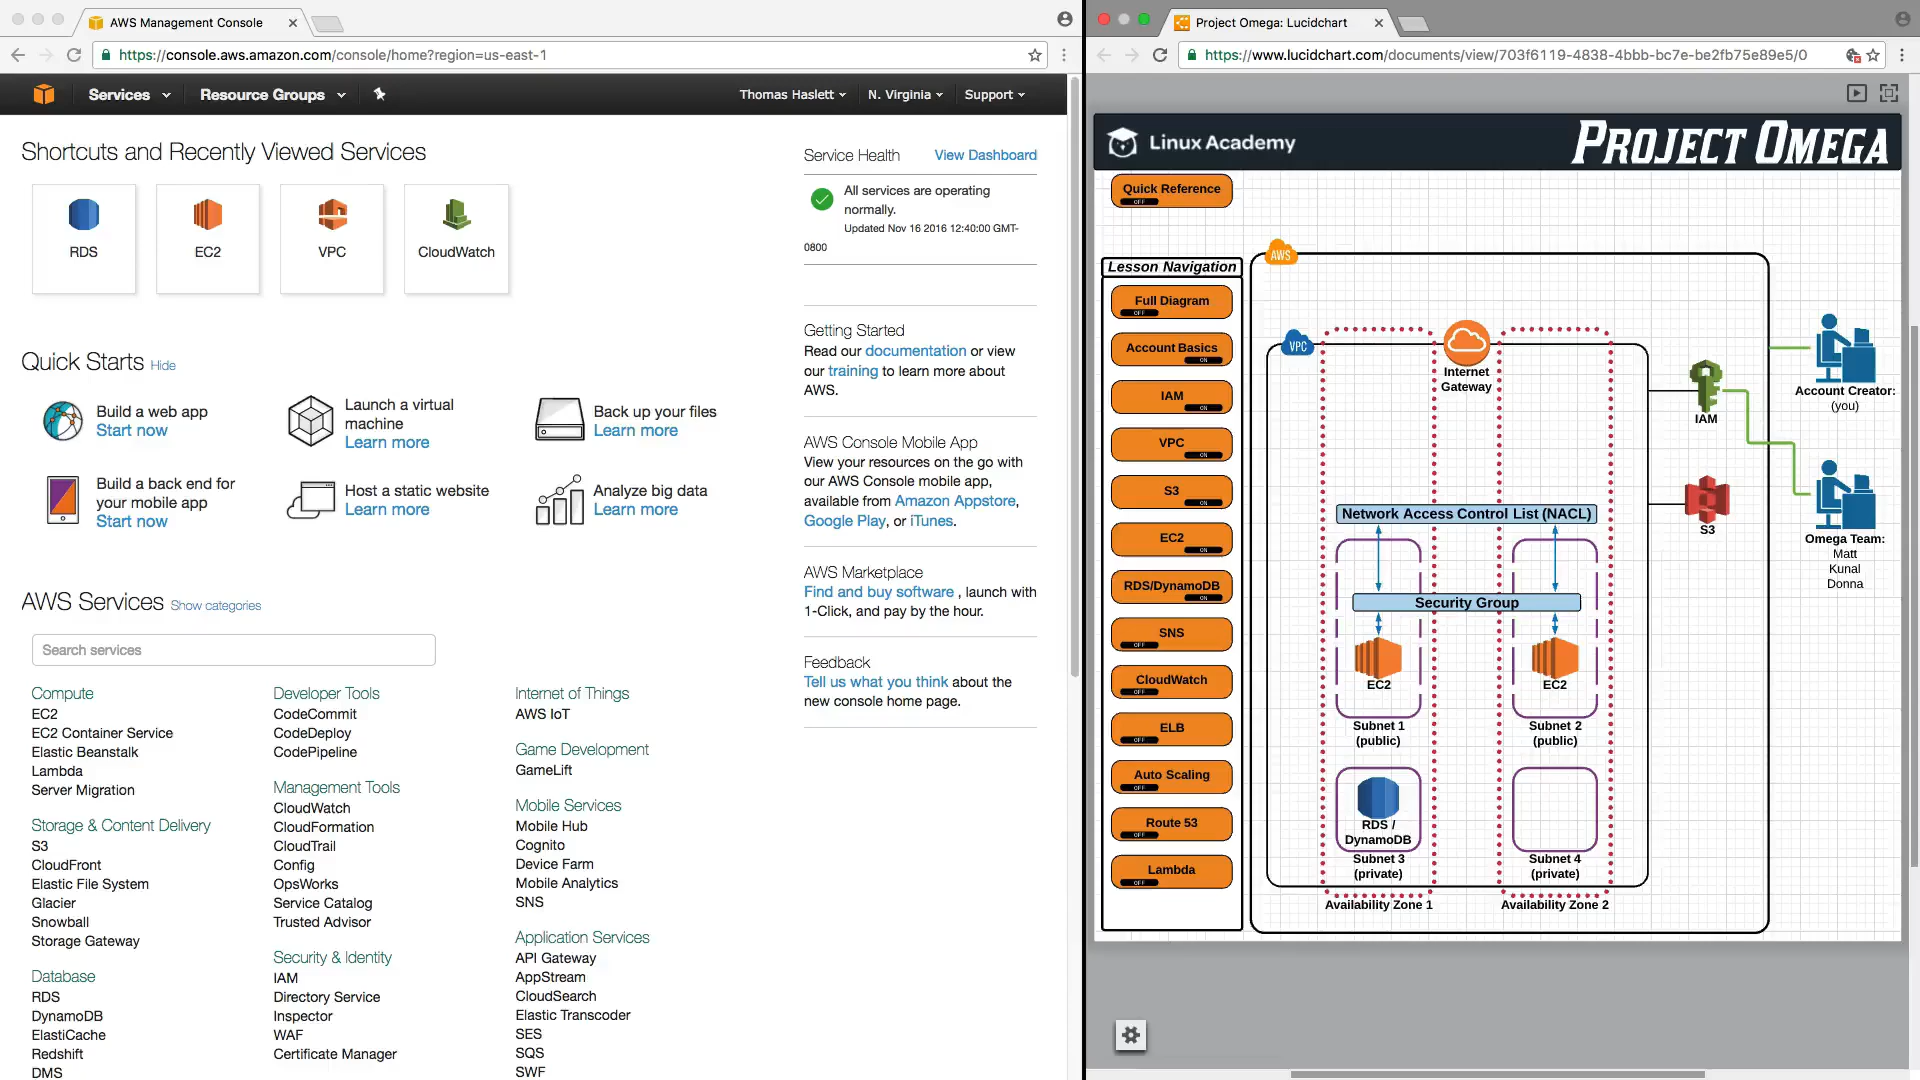 AWS Management Console
https://console.aws.amazon.com/console/home?region=us-east-1
Services
Resource Groups
Thomas Haslett
N. Virginia
Support
Shortcuts and Recently Viewed Services
RDS
EC2
VPC
CloudWatch
Quick Starts Hide
Build a web app
Start now
Launch a virtual
machine
Learn more
Back up your files
Learn more
Build a back end for
your mobile app
Start now
Host a static website
Learn more
Analyze big data
Learn more
AWS Services Show categories
Search services
Compute
EC2
EC2 Container Service
Elastic Beanstalk
Lambda
Server Migration
Storage & Content Delivery
S3
CloudFront
Elastic File System
Glacier
Snowball
Storage Gateway
Database
RDS
DynamoDB
ElastiCache
Redshift
DMS
Developer Tools
CodeCommit
CodeDeploy
CodePipeline
Management Tools
CloudWatch
CloudFormation
CloudTrail
Config
OpsWorks
Service Catalog
Trusted Advisor
Security & Identity
IAM
Directory Service
Inspector
WAF
Certificate Manager
Internet of Things
AWS IoT
Game Development
GameLift
Mobile Services
Mobile Hub
Cognito
Device Farm
Mobile Analytics
SNS
Application Services
API Gateway
AppStream
CloudSearch
Elastic Transcoder
SES
SQS
SWF
Service Health
View Dashboard
All services are operating
normally.
Updated Nov 16 2016 12:40:00 GMT-
0800
Getting Started
Read our documentation or view
our training to learn more about
AWS.
AWS Console Mobile App
View your resources on the go with
our AWS Console mobile app,
available from Amazon Appstore,
Google Play, or iTunes.
AWS Marketplace
Find and buy software , launch with
1-Click, and pay by the hour.
Feedback
Tell us what you think about the
new console home page.
Project Omega: Lucidchart
https://www.lucidchart.com/documents/view/703f6119-4838-4bbb-bc7e-be2fb75e89e5/0
Linux Academy
PROJECT OMEGA
Quick Reference
OFF
Lesson Navigation
Full Diagram
OFF
Account Basics
ON
IAM
ON
VPC
ON
S3
ON
EC2
ON
RDS/DynamoDB
ON
SNS
OFF
CloudWatch
OFF
ELB
OFF
Auto Scaling
OFF
Route 53
OFF
Lambda
OFF
AWS
VPC
Internet
Gateway
Network Access Control List (NACL)
Security Group
EC2
EC2
Subnet 1
(public)
Subnet 2
(public)
RDS /
DynamoDB
Subnet 3
(private)
Subnet 4
(private)
Availability Zone 1
Availability Zone 2
IAM
S3
Account Creator:
(you)
Omega Team:
Matt
Kunal
Donna